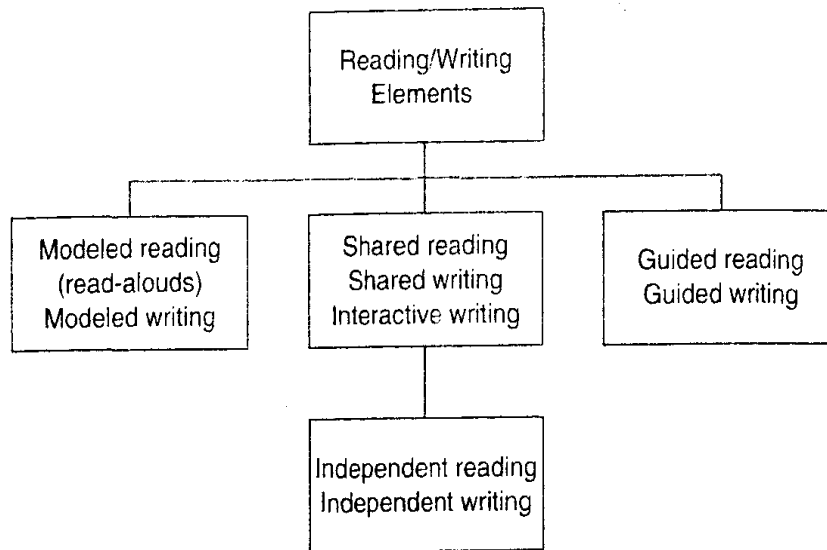 Reading/Writing
Elements
Modeled reading
(read-alouds)
Modeled writing
Shared reading
Shared writing
Interactive writing
Guided reading
Guided writing
Independent reading
Independent writing